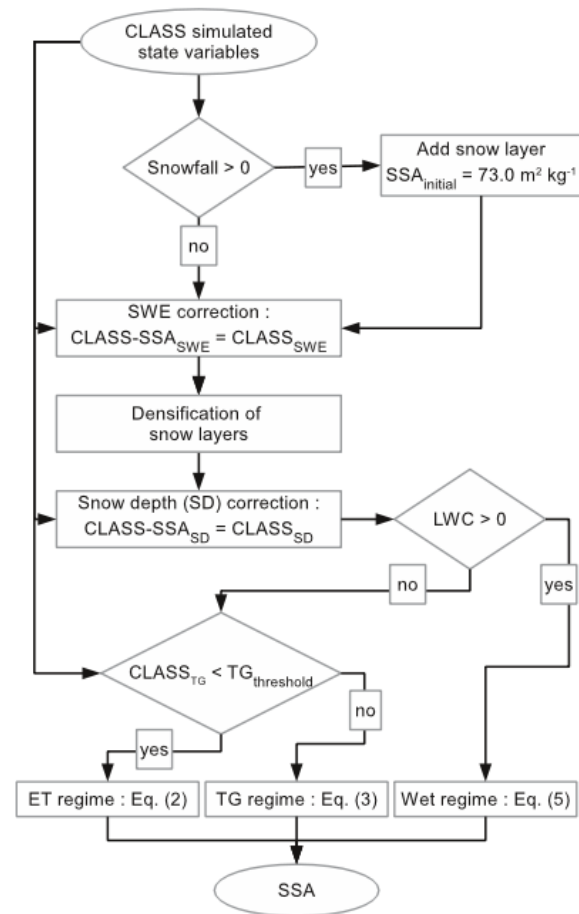 CLASS simulated
state variables
Snowfall > 0
yes
Add snow layer
SSA_initial = 73.0 m² kg⁻¹
no
SWE correction :
CLASS-SSA_SWE = CLASS_SWE
Densification of
snow layers
Snow depth (SD) correction :
CLASS-SSA_SD = CLASS_SD
LWC > 0
no
yes
CLASS_TG < TG_threshold
no
yes
ET regime : Eq. (2)
TG regime : Eq. (3)
Wet regime : Eq. (5)
SSA